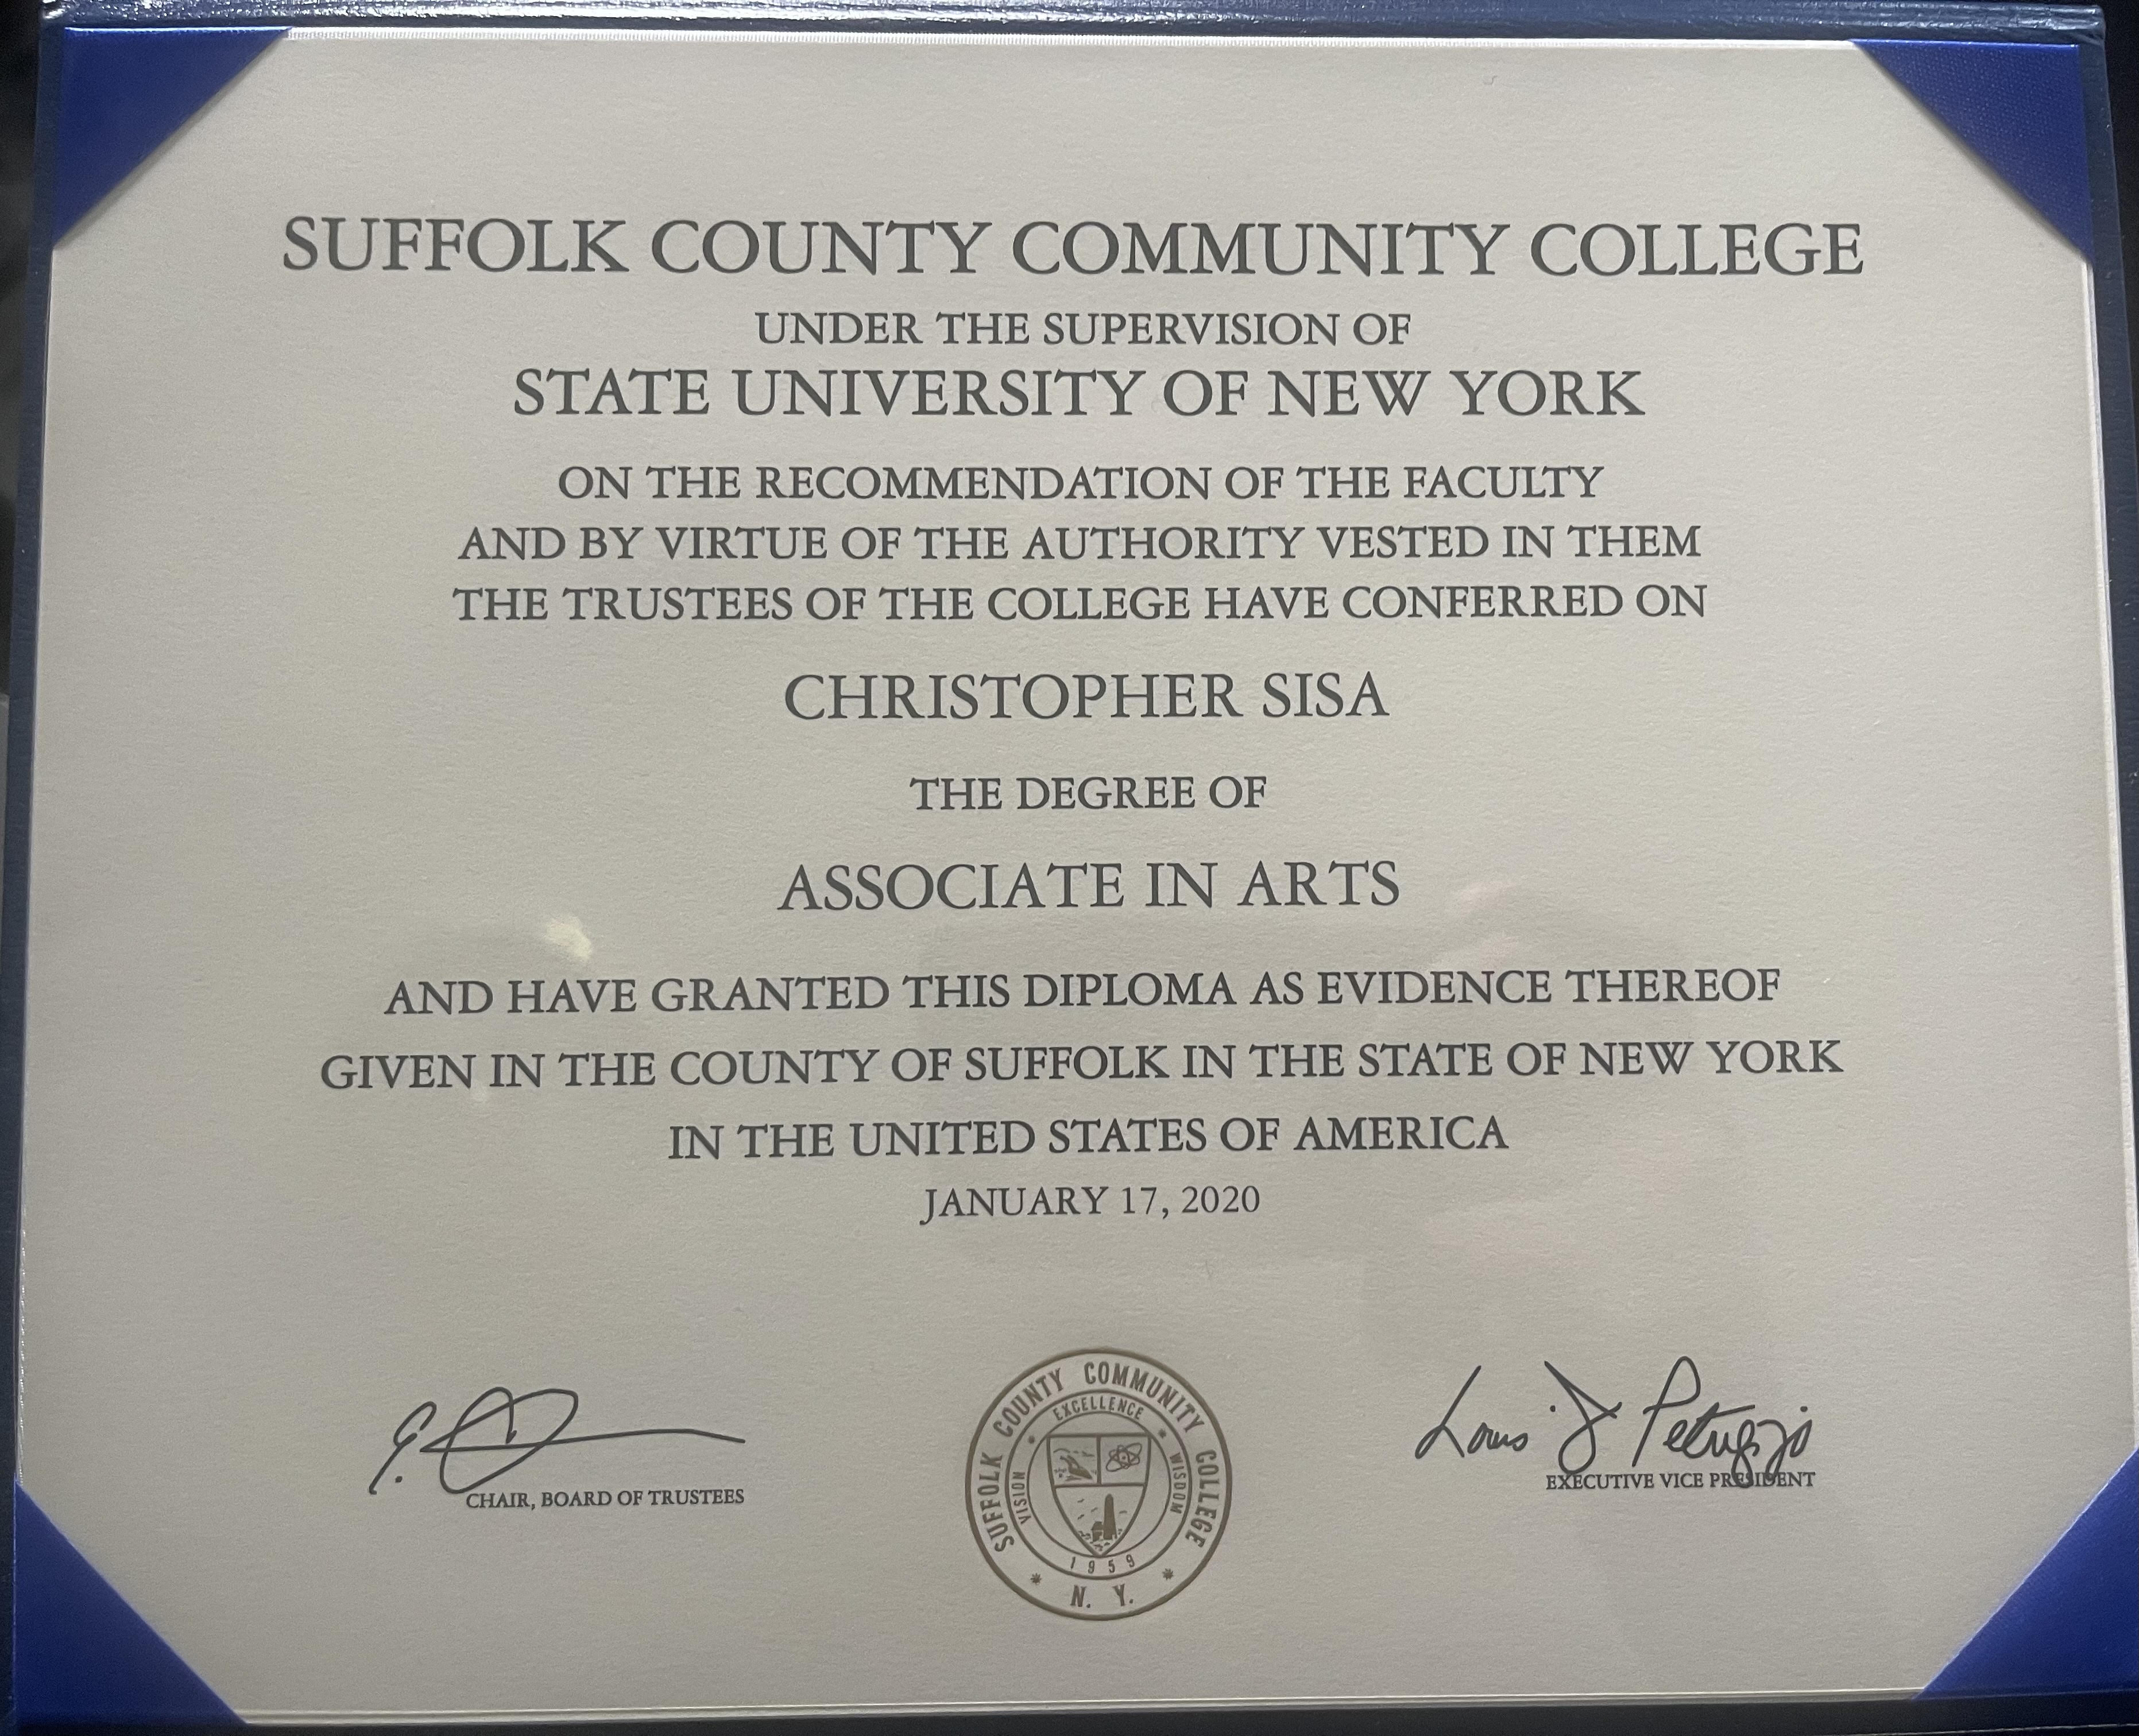 SUFFOLK COUNTY COMMUNITY COLLEGE
UNDER THE SUPERVISION OF
STATE UNIVERSITY OF NEW YORK
ON THE RECOMMENDATION OF THE FACULTY
AND BY VIRTUE OF THE AUTHORITY VESTED IN THEM
THE TRUSTEES OF THE COLLEGE HAVE CONFERRED ON
CHRISTOPHER SISA
THE DEGREE OF
ASSOCIATE IN ARTS
AND HAVE GRANTED THIS DIPLOMA AS EVIDENCE THEREOF
GIVEN IN THE COUNTY OF SUFFOLK IN THE STATE OF NEW YORK
IN THE UNITED STATES OF AMERICA
JANUARY 17, 2020
CHAIR, BOARD OF TRUSTEES
SUFFOLK COUNTY COMMUNITY COLLEGE
EXCELLENCE
VISION
WISDOM
1959
N. Y.
Louis J Petrizzo
EXECUTIVE VICE PRESIDENT